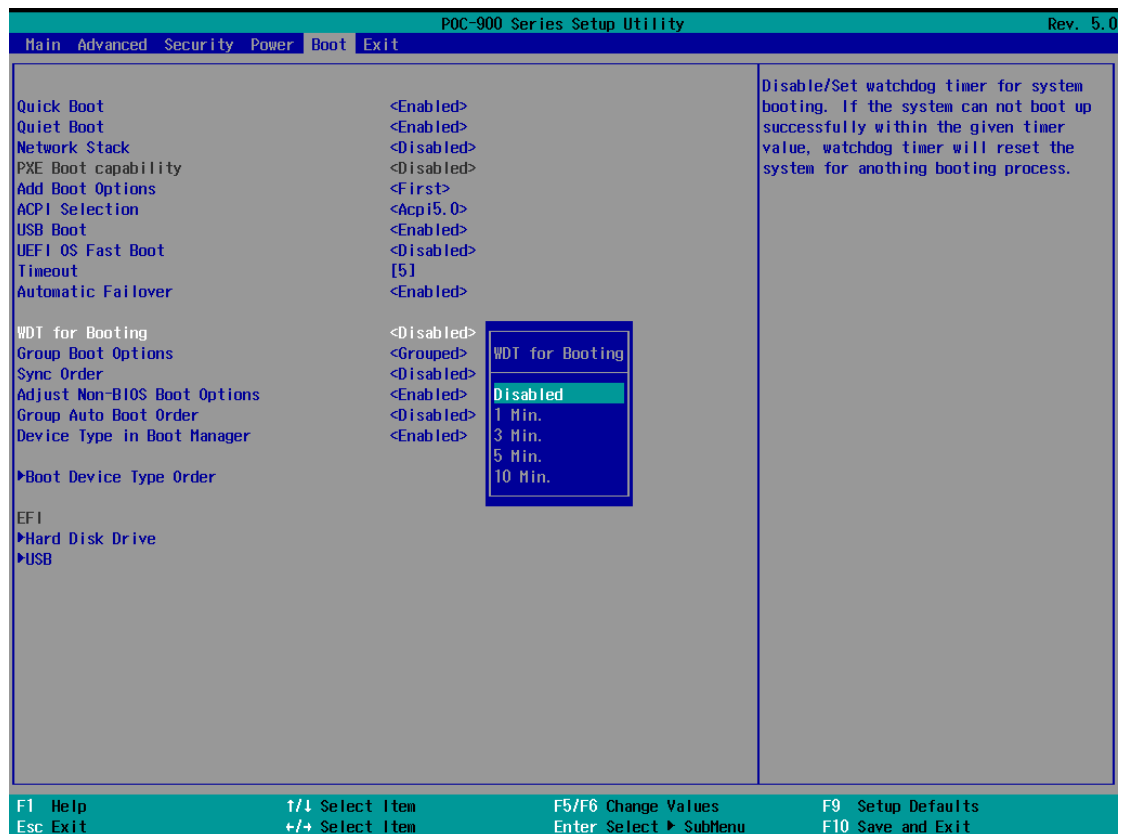 POC-900 Series Setup Utility Rev. 5.0
Main Advanced Security Power Boot Exit
Quick Boot <Enabled>
Quiet Boot <Enabled>
Network Stack <Disabled>
PXE Boot capability <Disabled>
Add Boot Options <First>
ACPI Selection <Acpi5.0>
USB Boot <Enabled>
UEFI OS Fast Boot <Disabled>
Timeout [5]
Automatic Failover <Enabled>
WDT for Booting <Disabled>
Group Boot Options <Grouped>
Sync Order <Disabled>
Adjust Non-BIOS Boot Options <Enabled>
Group Auto Boot Order <Disabled>
Device Type in Boot Manager <Enabled>
▶Boot Device Type Order
EFI
▶Hard Disk Drive
▶USB
WDT for Booting
Disabled
1 Min.
3 Min.
5 Min.
10 Min.
Disable/Set watchdog timer for system
booting. If the system can not boot up
successfully within the given timer
value, watchdog timer will reset the
system for anothing booting process.
F1 Help ↑/↓ Select Item F5/F6 Change Values F9 Setup Defaults
Esc Exit ←/→ Select Item Enter Select ▶ SubMenu F10 Save and Exit